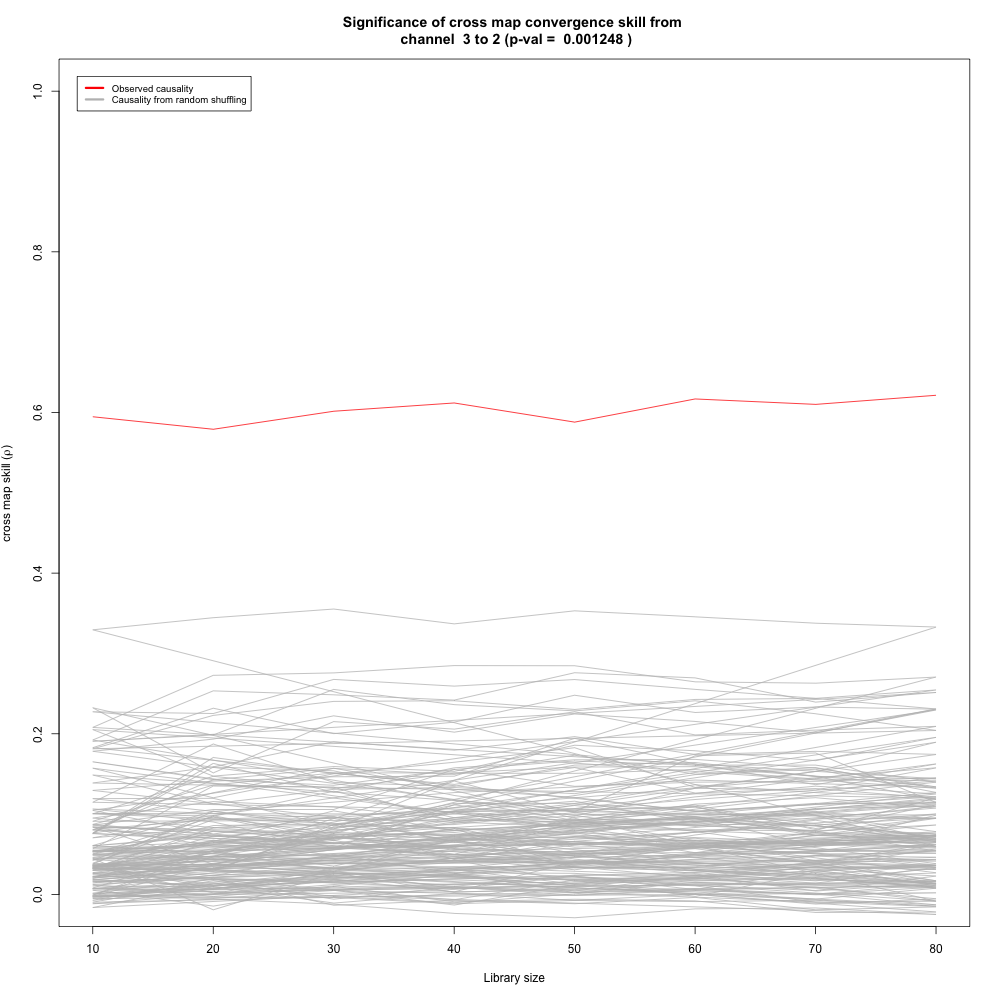 Significance of cross map convergence skill from
channel  3 to 2 (p-val =  0.001248 )
Observed causality
Causality from random shuffling
1.0
0.8
0.6
0.4
0.2
0.0
cross map skill (ρ)
10 20 30 40 50 60 70 80
Library size